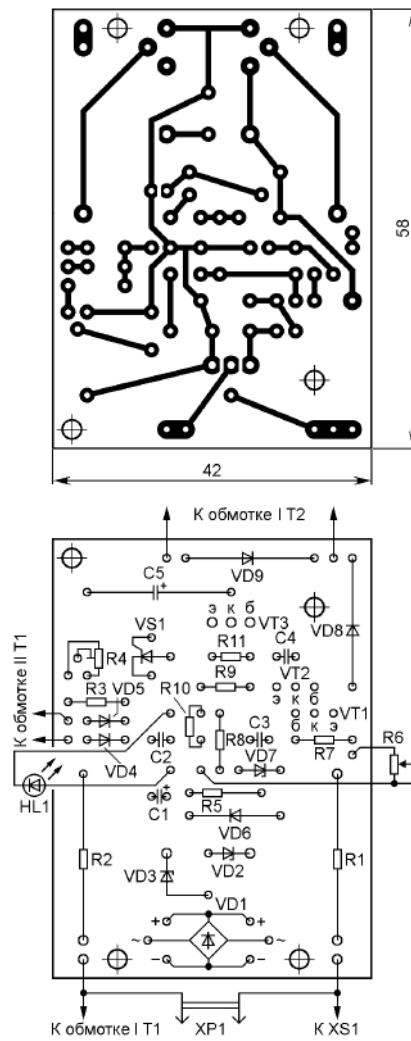 58
42
К обмотке I T2
C5
+
VD9
VS1
э к б
VT3
C4
VD8
R4
R11
R9
VT2
э к б
R3
VD5
R10
б к э
VT1
К обмотке II T1
R6
C2
R8
C3
R7
VD4
VD7
HL1
C1
+
R5
VD6
R2
VD3
VD2
R1
VD1
+
+
~
~
−
−
К обмотке I T1
XP1
К XS1